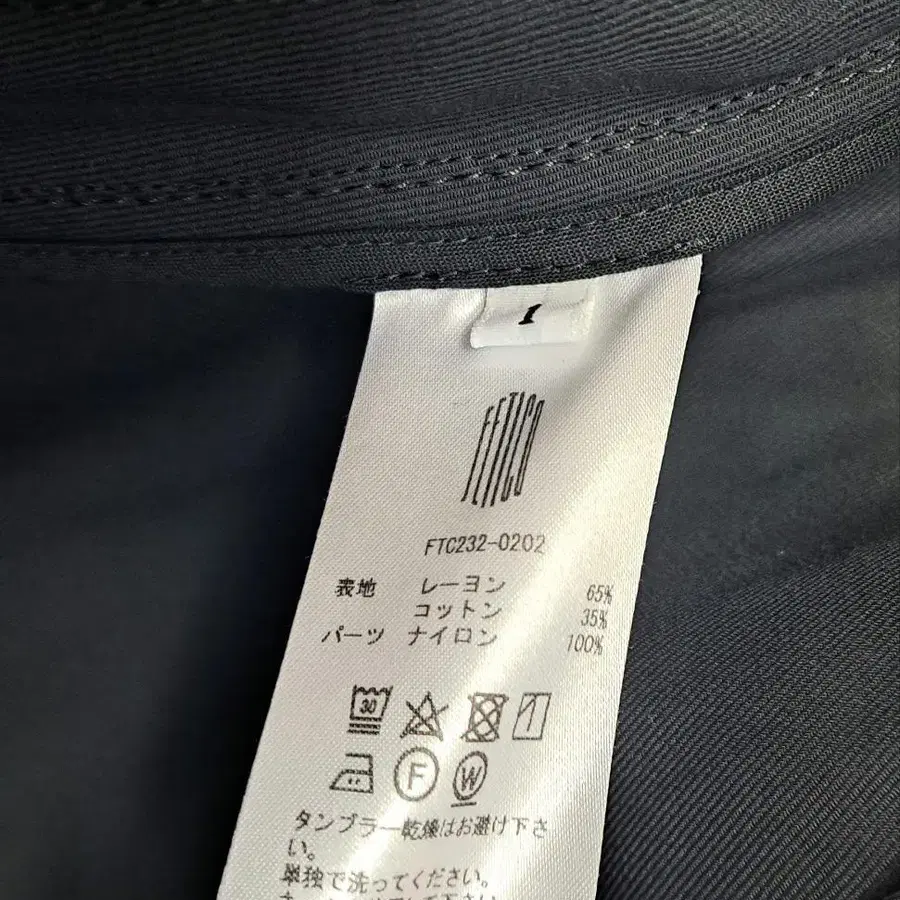 1
FETICO
FTC232-0202
表地 レーヨン 65%
コットン 35%
パーツ ナイロン 100%
30
F W
タンブラー乾燥はお避け下さ
い。
単独で洗ってください。